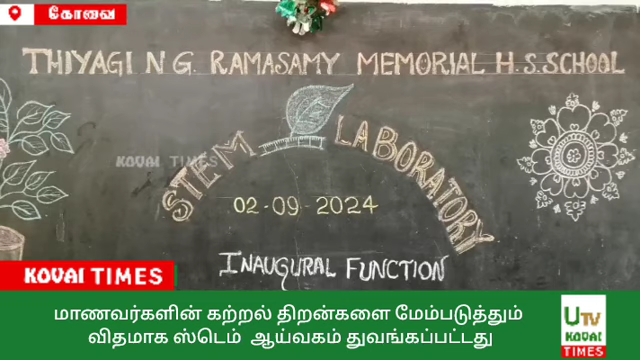 கோவை
THIYAGI N G. RAMASAMY MEMORIAL H.S.SCHOOL
KOVAI TIMES
STEM LABORATORY
02-09-2024
INAUGURAL FUNCTION
KOVAI TIMES
மாணவர்களின் கற்றல் திறன்களை மேம்படுத்தும்
விதமாக ஸ்டெம் ஆய்வகம் துவங்கப்பட்டது
UTV
KOVAI
TIMES